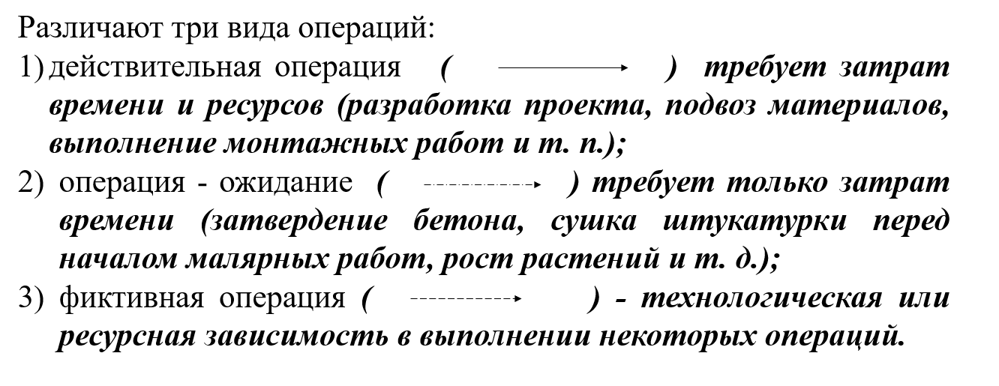 Различают три вида операций:
1) действительная операция ( ) требует затрат
времени и ресурсов (разработка проекта, подвоз материалов,
выполнение монтажных работ и т. п.);
2) операция - ожидание ( ) требует только затрат
времени (затвердение бетона, сушка штукатурки перед
началом малярных работ, рост растений и т. д.);
3) фиктивная операция ( ) - технологическая или
ресурсная зависимость в выполнении некоторых операций.